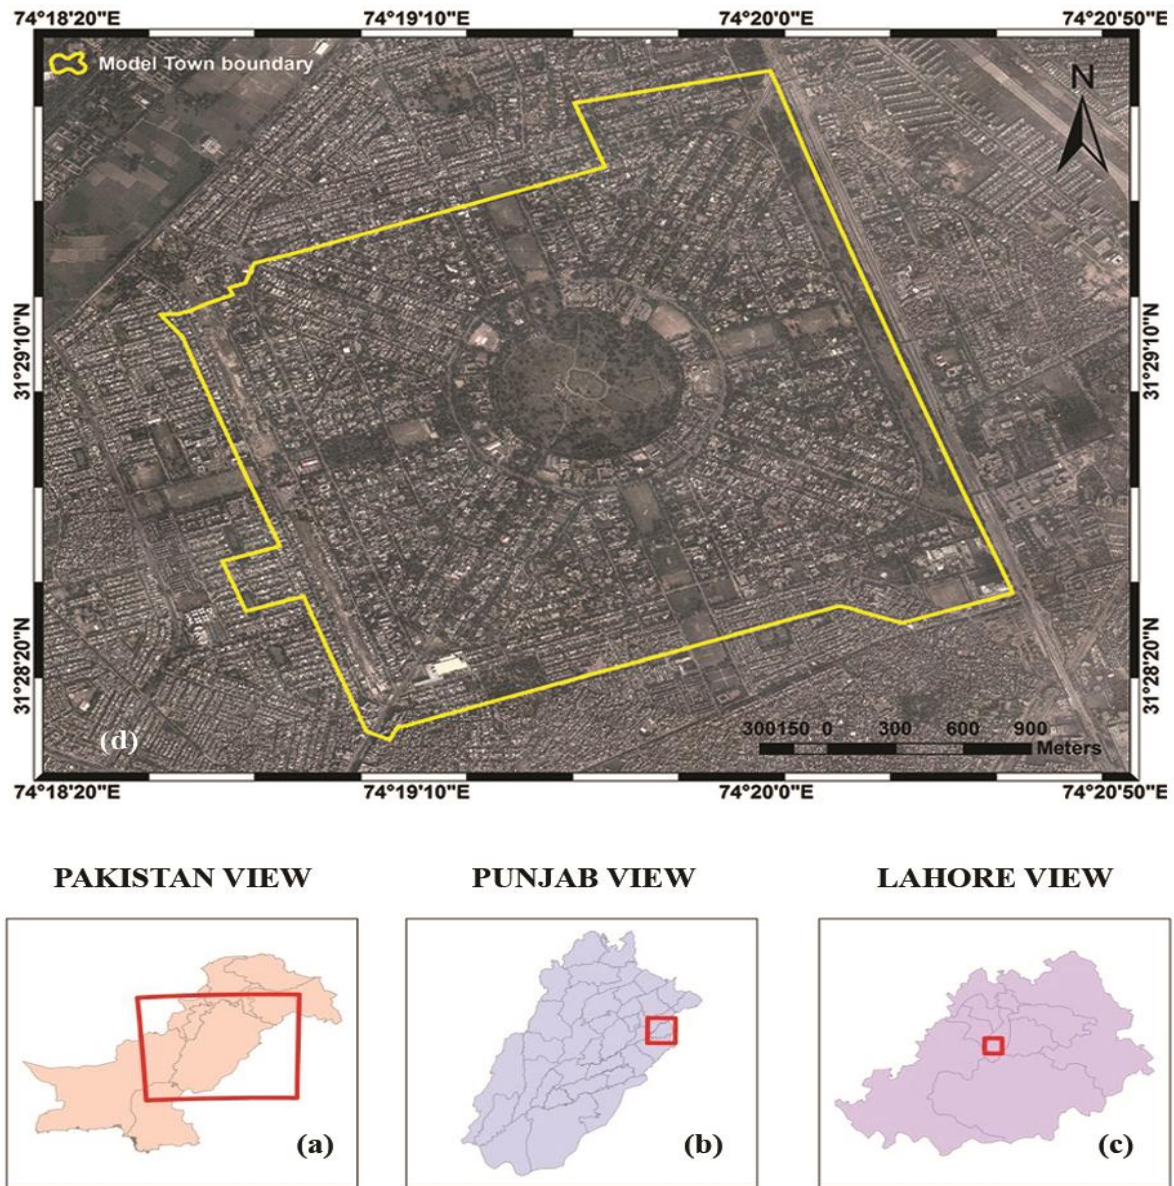 74°18'20"E 74°19'10"E 74°20'0"E 74°20'50"E
Model Town boundary
N
31°29'10"N 31°29'10"N
31°28'20"N 31°28'20"N
(d)
300 150 0 300 600 900
Meters
74°18'20"E 74°19'10"E 74°20'0"E 74°20'50"E
PAKISTAN VIEW PUNJAB VIEW LAHORE VIEW
(a) (b) (c)